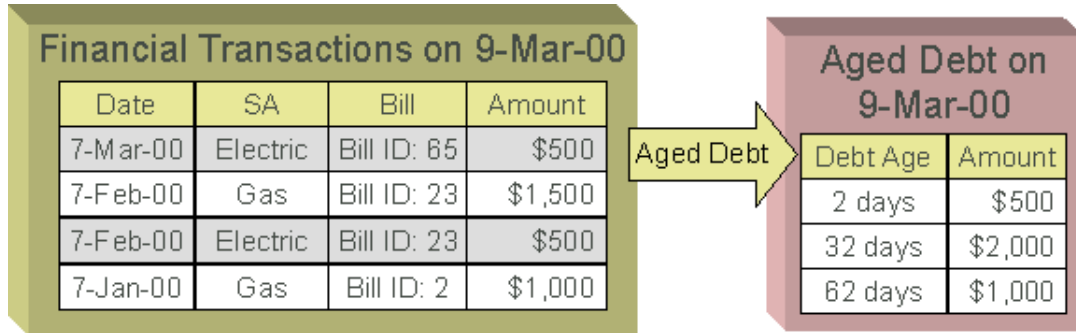 Financial Transactions on 9-Mar-00
Date SA Bill Amount
7-Mar-00 Electric Bill ID: 65 $500
7-Feb-00 Gas Bill ID: 23 $1,500
7-Feb-00 Electric Bill ID: 23 $500
7-Jan-00 Gas Bill ID: 2 $1,000
Aged Debt
Aged Debt on
9-Mar-00
Debt Age Amount
2 days $500
32 days $2,000
62 days $1,000